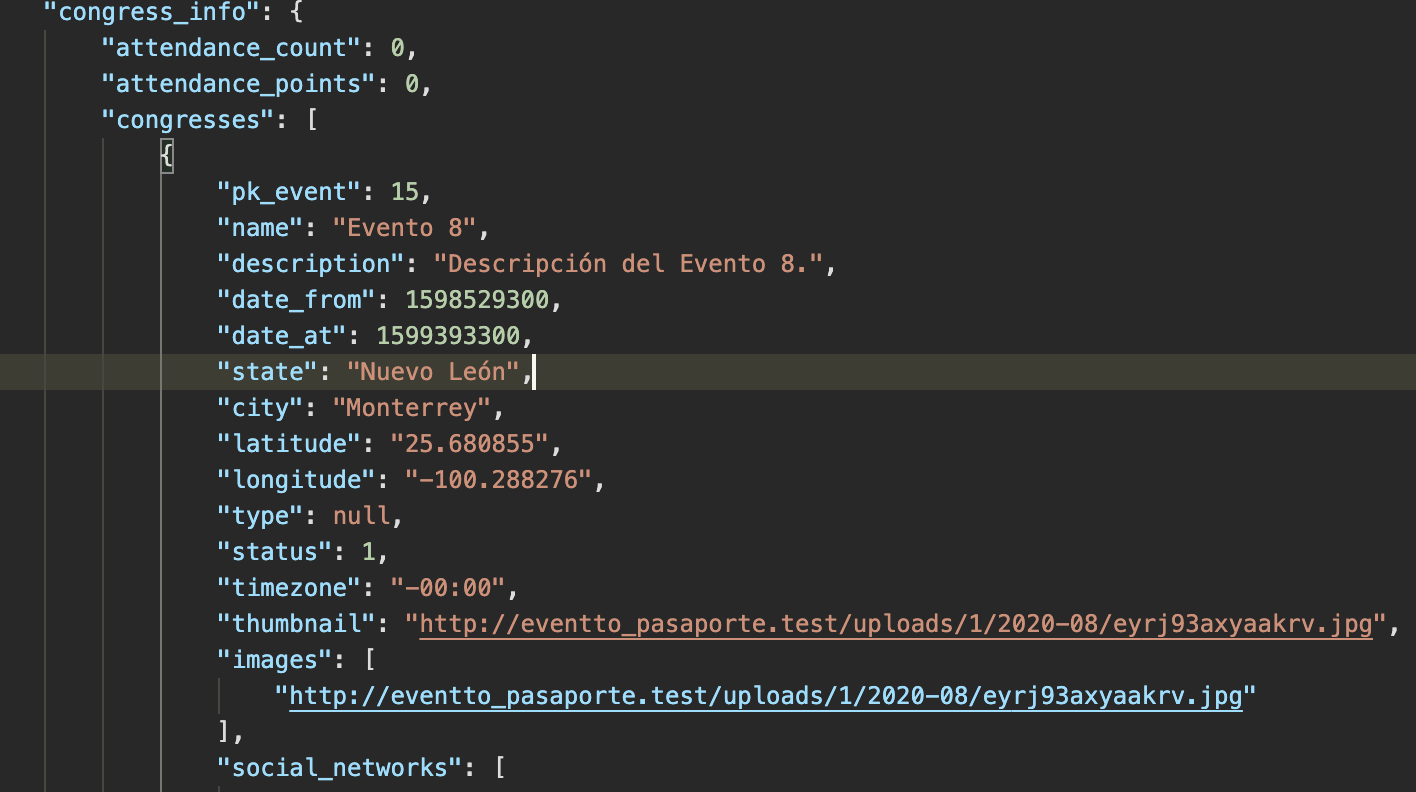 "congress_info": {
"attendance_count": 0,
"attendance_points": 0,
"congresses": [
{
"pk_event": 15,
"name": "Evento 8",
"description": "Descripción del Evento 8.",
"date_from": 1598529300,
"date_at": 1599393300,
"state": "Nuevo León",
"city": "Monterrey",
"latitude": "25.680855",
"longitude": "-100.288276",
"type": null,
"status": 1,
"timezone": "-00:00",
"thumbnail": "http://eventto_pasaporte.test/uploads/1/2020-08/eyrj93axyaakrv.jpg",
"images": [
"http://eventto_pasaporte.test/uploads/1/2020-08/eyrj93axyaakrv.jpg"
],
"social_networks": [